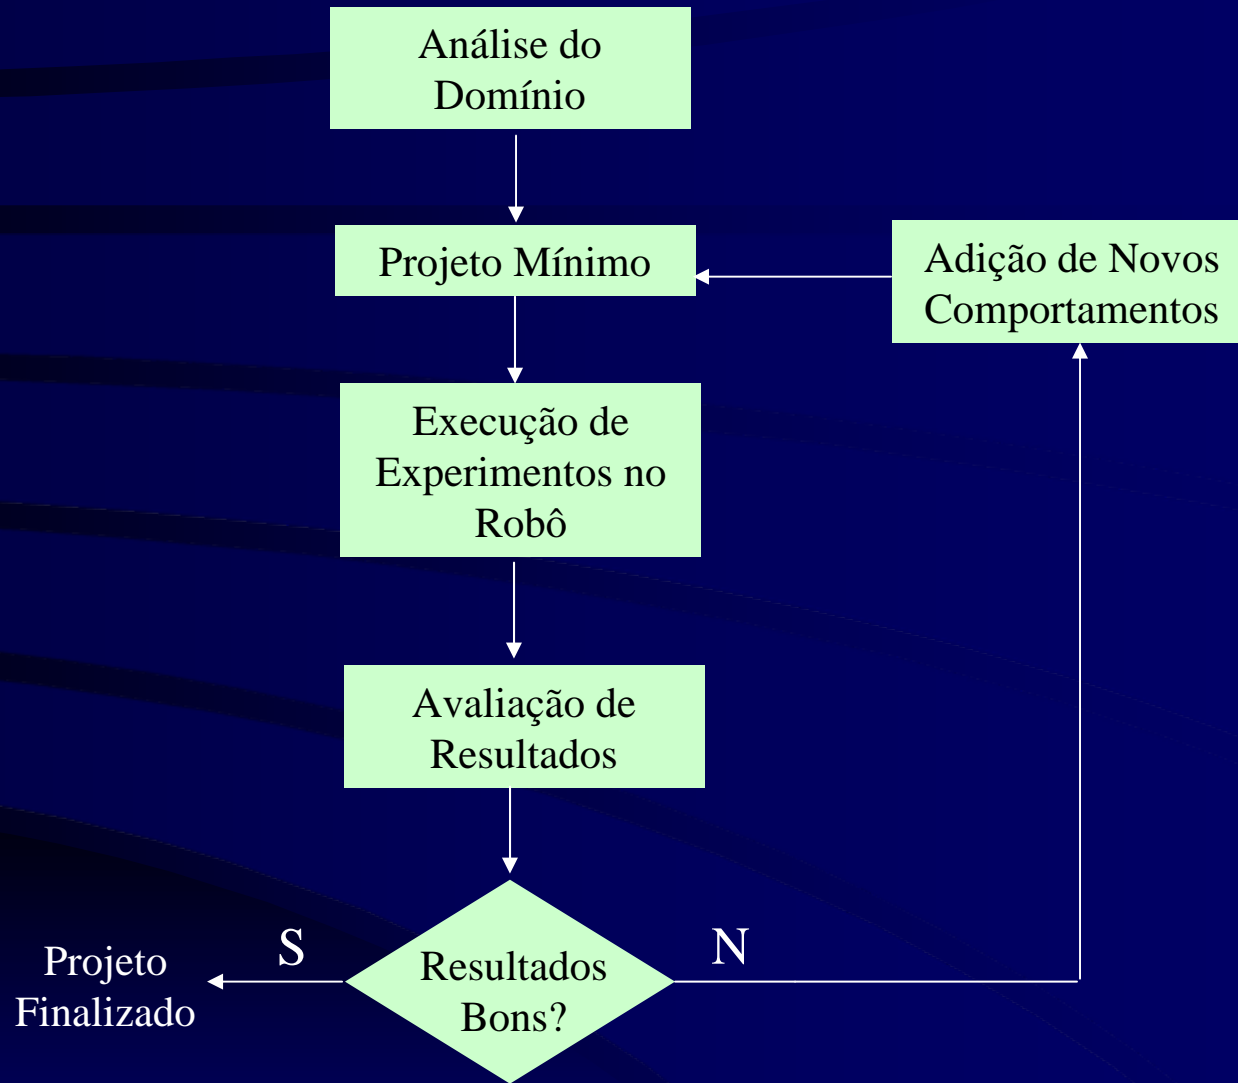 Análise do
Domínio
Projeto Mínimo
Adição de Novos
Comportamentos
Execução de
Experimentos no
Robô
Avaliação de
Resultados
S
N
Projeto
Finalizado
Resultados
Bons?